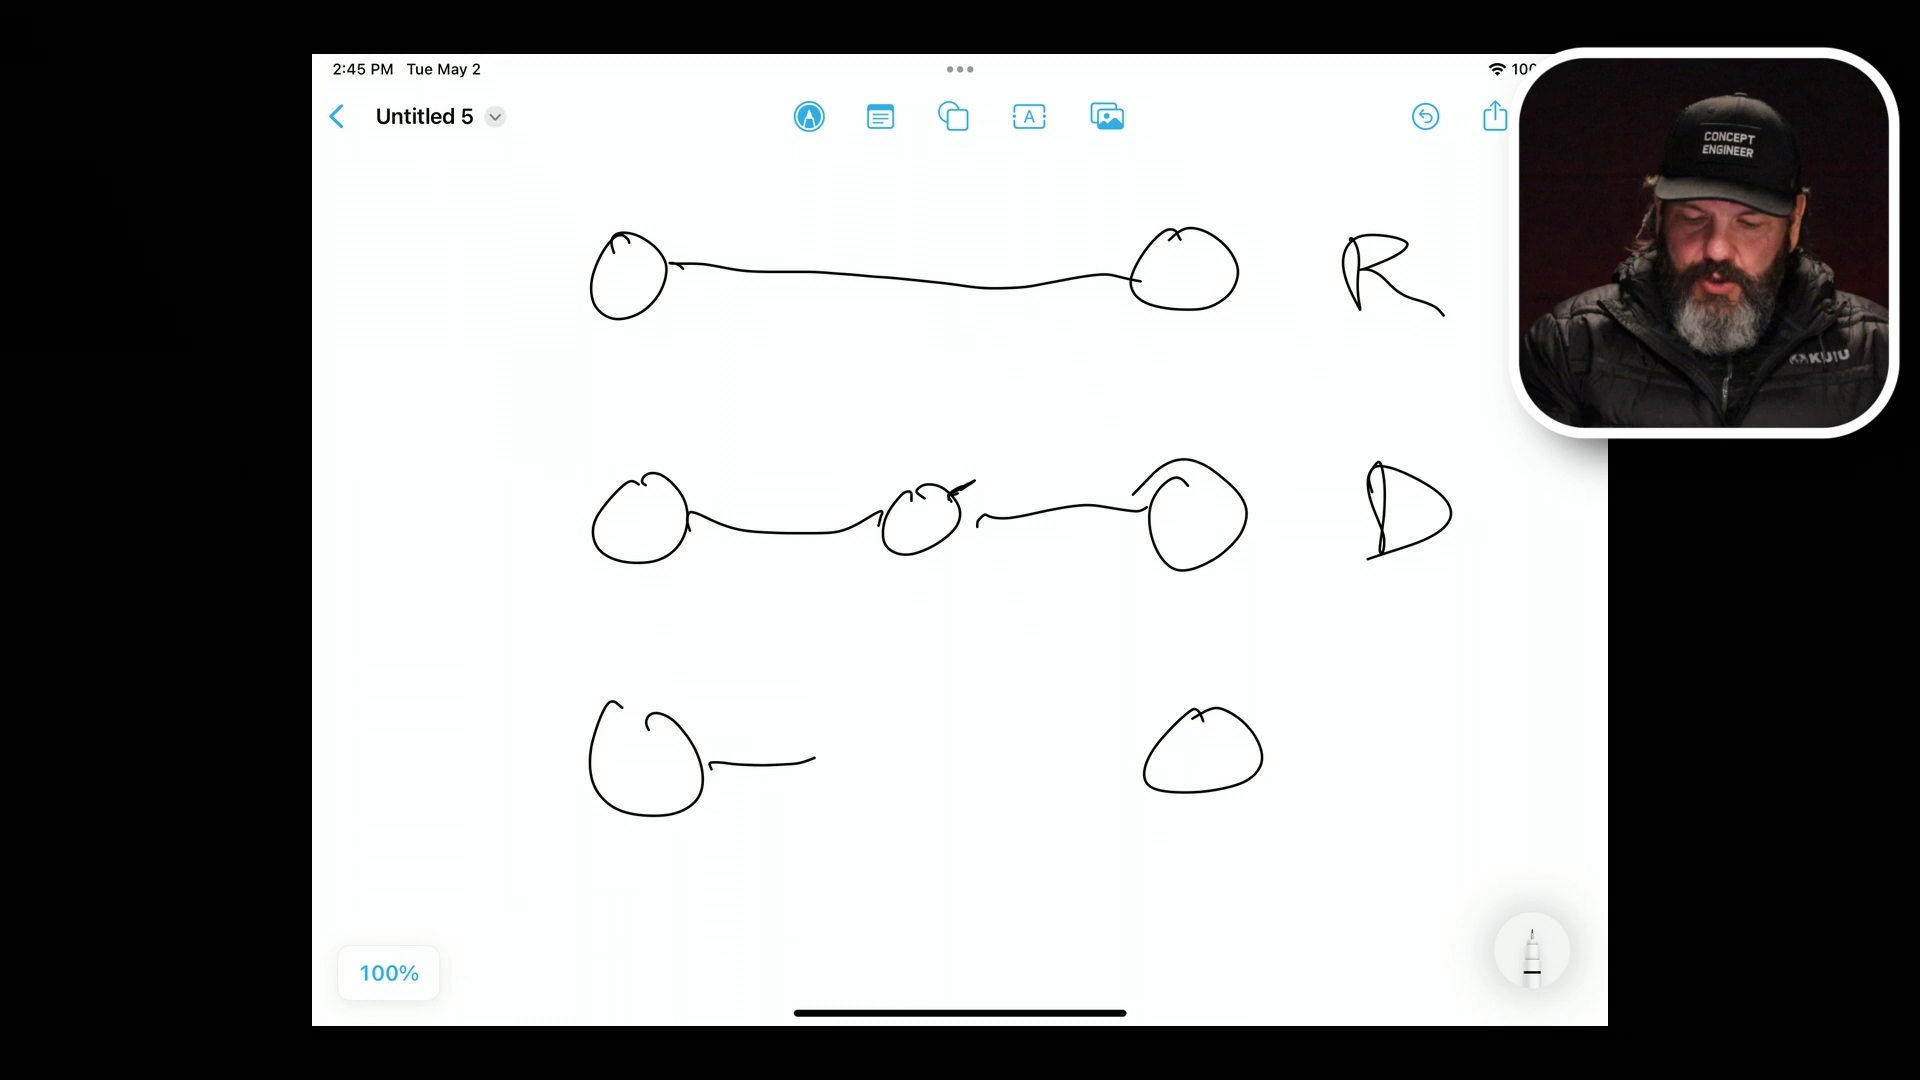 2:45 PM Tue May 2
Untitled 5
A
R
D
100%
CONCEPT
ENGINEER
KUIU